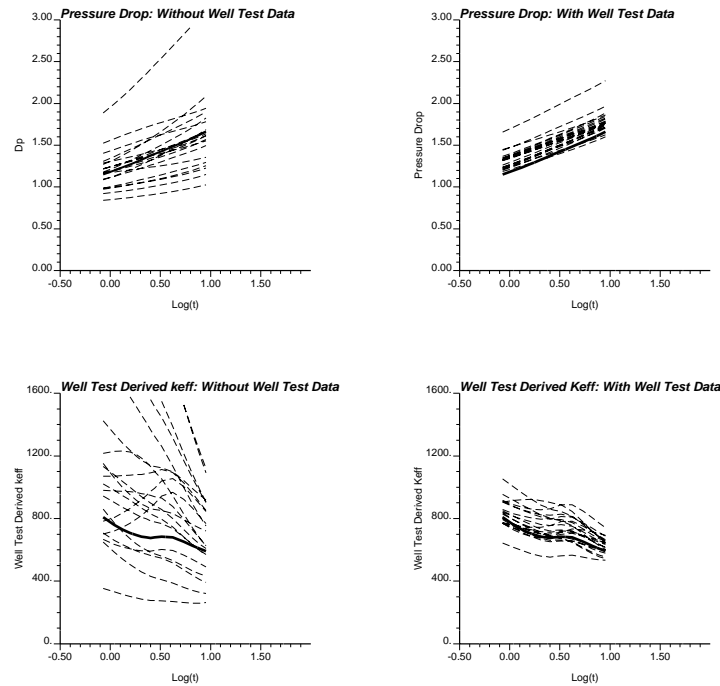 Pressure Drop: Without Well Test Data
3.00
2.50
2.00
1.50
1.00
0.50
0.00
Dp
-0.50 0.00 0.50 1.00 1.50
Log(t)
Pressure Drop: With Well Test Data
3.00
2.50
2.00
1.50
1.00
0.50
0.00
Pressure Drop
-0.50 0.00 0.50 1.00 1.50
Log(t)
Well Test Derived keff: Without Well Test Data
1600.
1200.
800.
400.
0.
Well Test Derived keff
-0.50 0.00 0.50 1.00 1.50
Log(t)
Well Test Derived Keff: With Well Test Data
1600.
1200.
800.
400.
0.
Well Test Derived Keff
-0.50 0.00 0.50 1.00 1.50
Log(t)